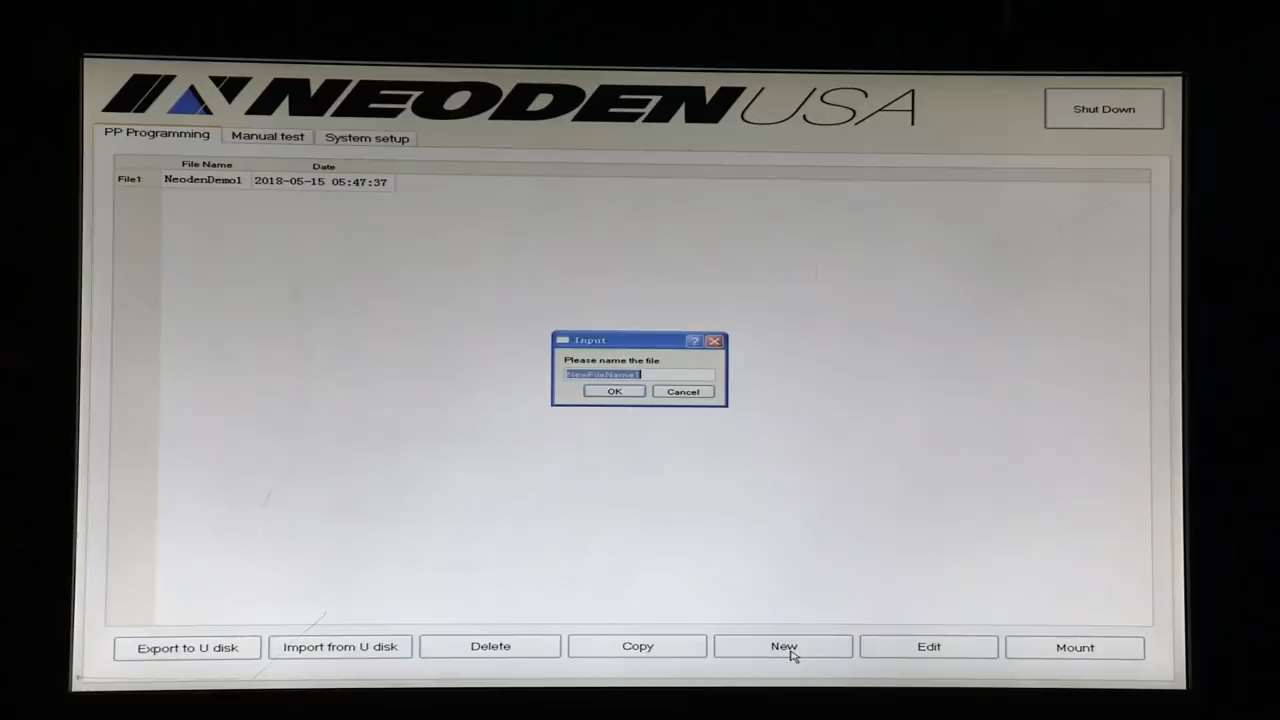 NEODEN USA
Shut Down
PP Programming Manual test System setup
File Name Date
File1 NeodenDemo1 2018-05-15 05:47:37
Input
Please name the file
NewFileName1
OK Cancel
Export to U disk Import from U disk Delete Copy New Edit Mount